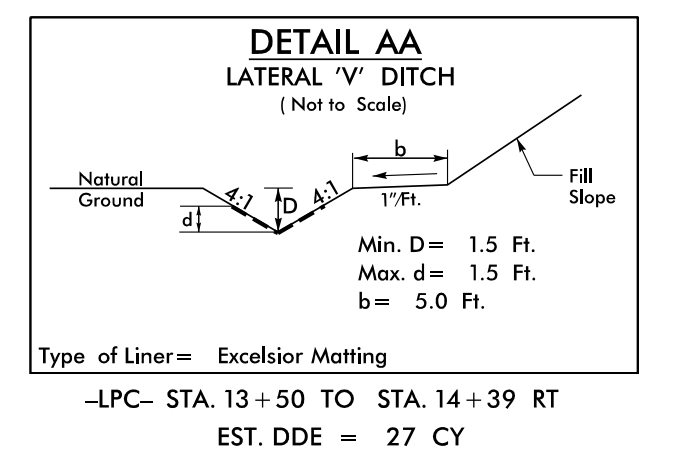 DETAIL AA
LATERAL 'V' DITCH
( Not to Scale)
b
Natural
Ground
4:1
D
4:1
1"/Ft.
Fill
Slope
d
Min. D= 1.5 Ft.
Max. d= 1.5 Ft.
b= 5.0 Ft.
Type of Liner= Excelsior Matting
–LPC– STA. 13+50 TO STA. 14+39 RT
EST. DDE = 27 CY